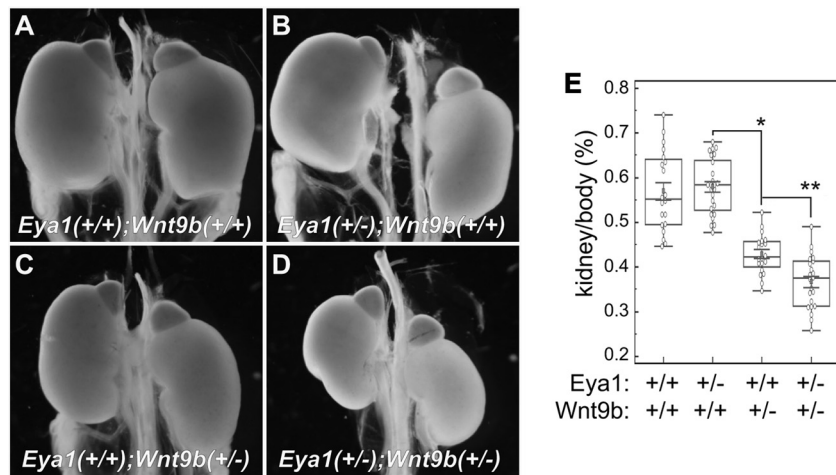 A
Eya1(+/+);Wnt9b(+/+)
B
Eya1(+/-);Wnt9b(+/+)
C
Eya1(+/+);Wnt9b(+/-)
D
Eya1(+/-);Wnt9b(+/-)
E
kidney/body (%)
0.8
0.7
0.6
0.5
0.4
0.3
0.2
*
**
Eya1: +/+ +/- +/+ +/-
Wnt9b: +/+ +/+ +/- +/-